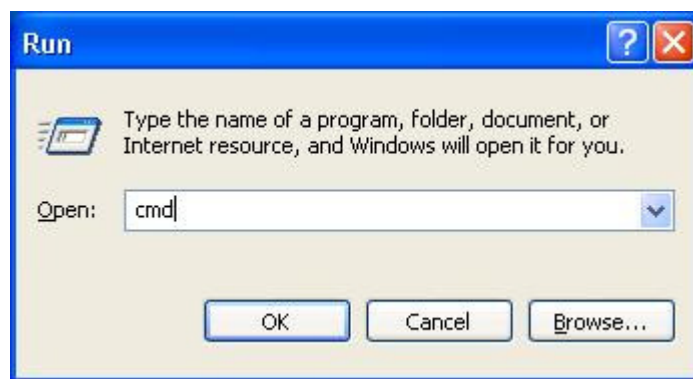 Run
Type the name of a program, folder, document, or
Internet resource, and Windows will open it for you.
Open: cmd
OK Cancel Browse...